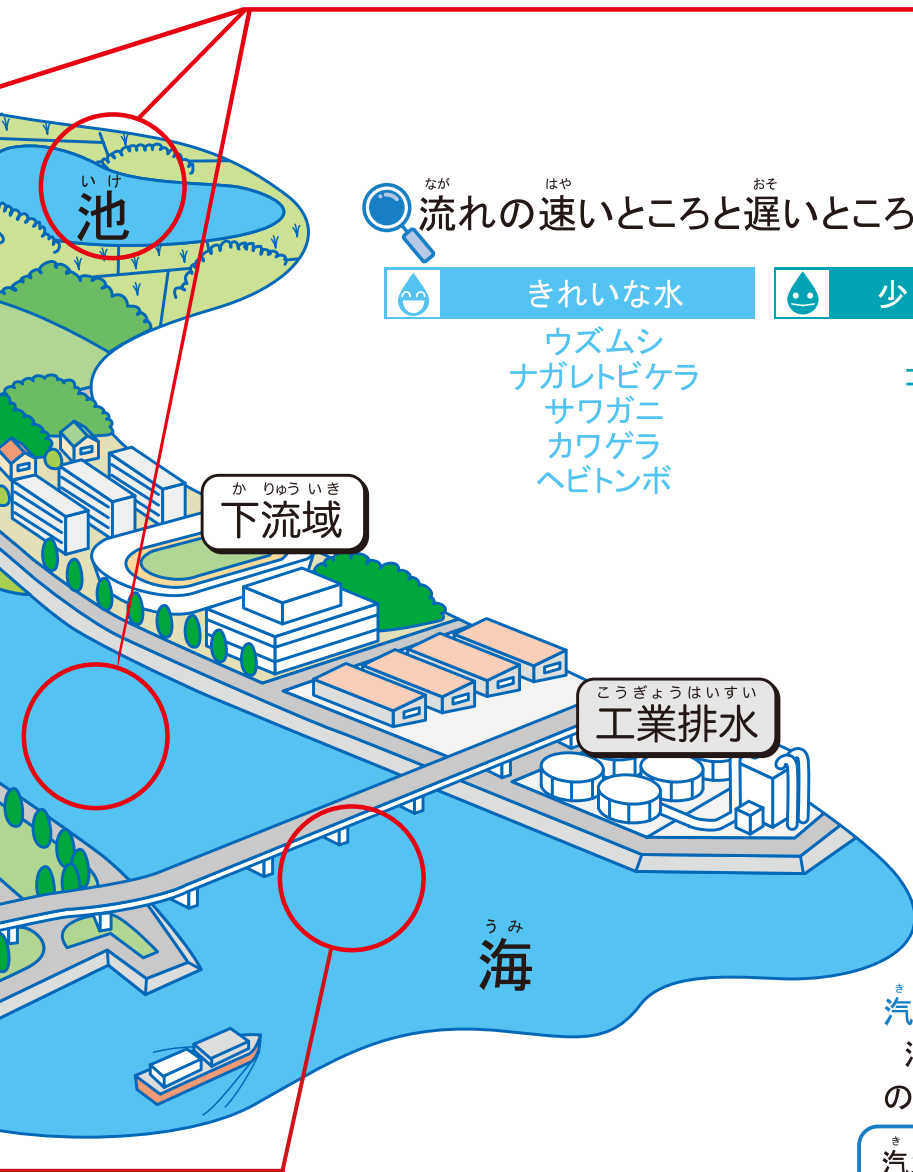 いけ
池
なが はや おそ
流れの速いところと遅いところ
きれいな水
少
ウズムシ
ナガレトビケラ
サワガニ
カワゲラ
ヘビトンボ
か りゅう いき
下流域
こうぎょうはいすい
工業排水
うみ
海
き
汽
の
き
汽